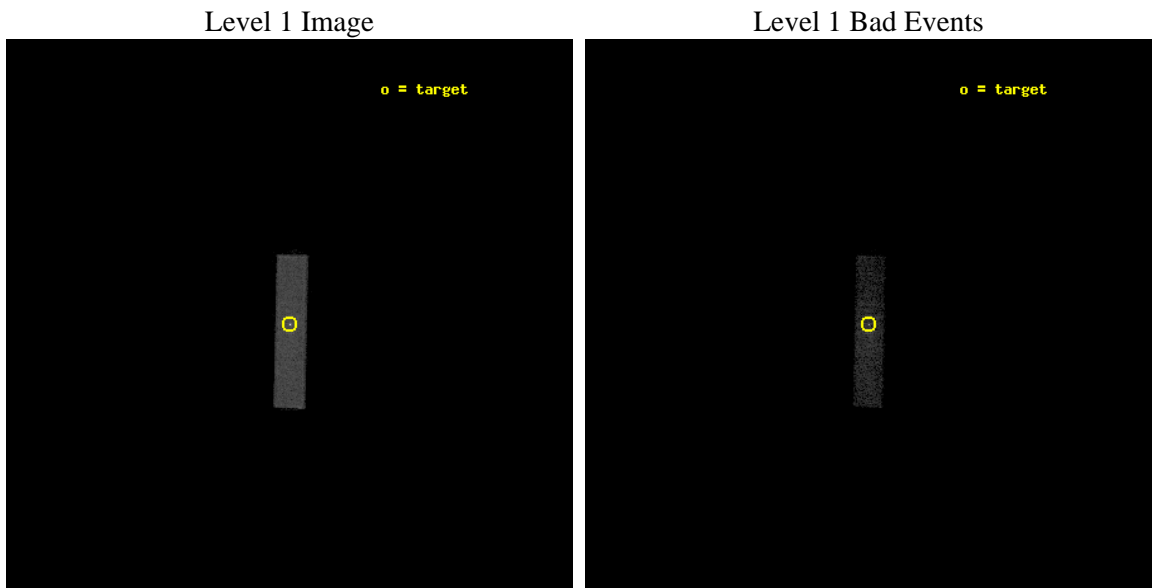 Level 1 Image
Level 1 Bad Events
o = target
o = target